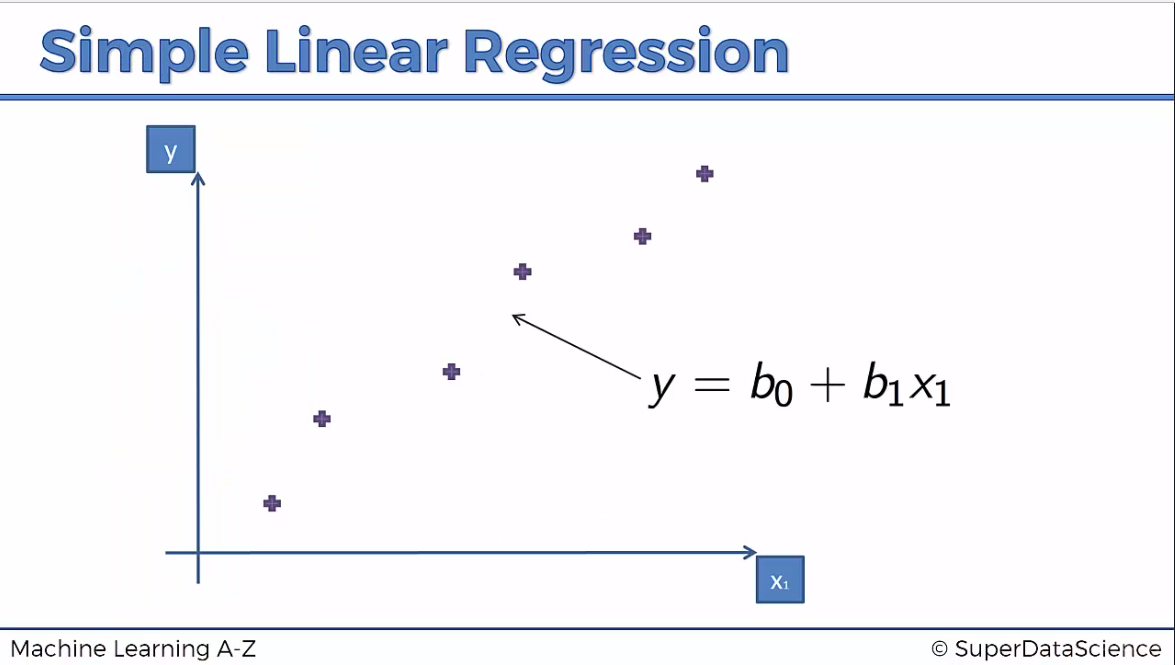 Simple Linear Regression
y
y = b₀ + b₁x₁
x₁
Machine Learning A-Z
© SuperDataScience